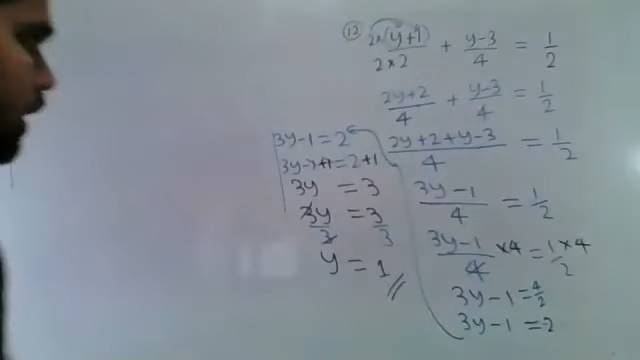 13 2×(y+1)/2×2 + y-3/4 = 1/2
2y+2/4 + y-3/4 = 1/2
2y+2+y-3/4 = 1/2
3y-1/4 = 1/2
3y-1/4 ×4 = 1×4/2
3y-1 = 4/2
3y-1 = 2
3y-1 = 2
3y-1+1 = 2+1
3y = 3
3y/3 = 3/3
y = 1